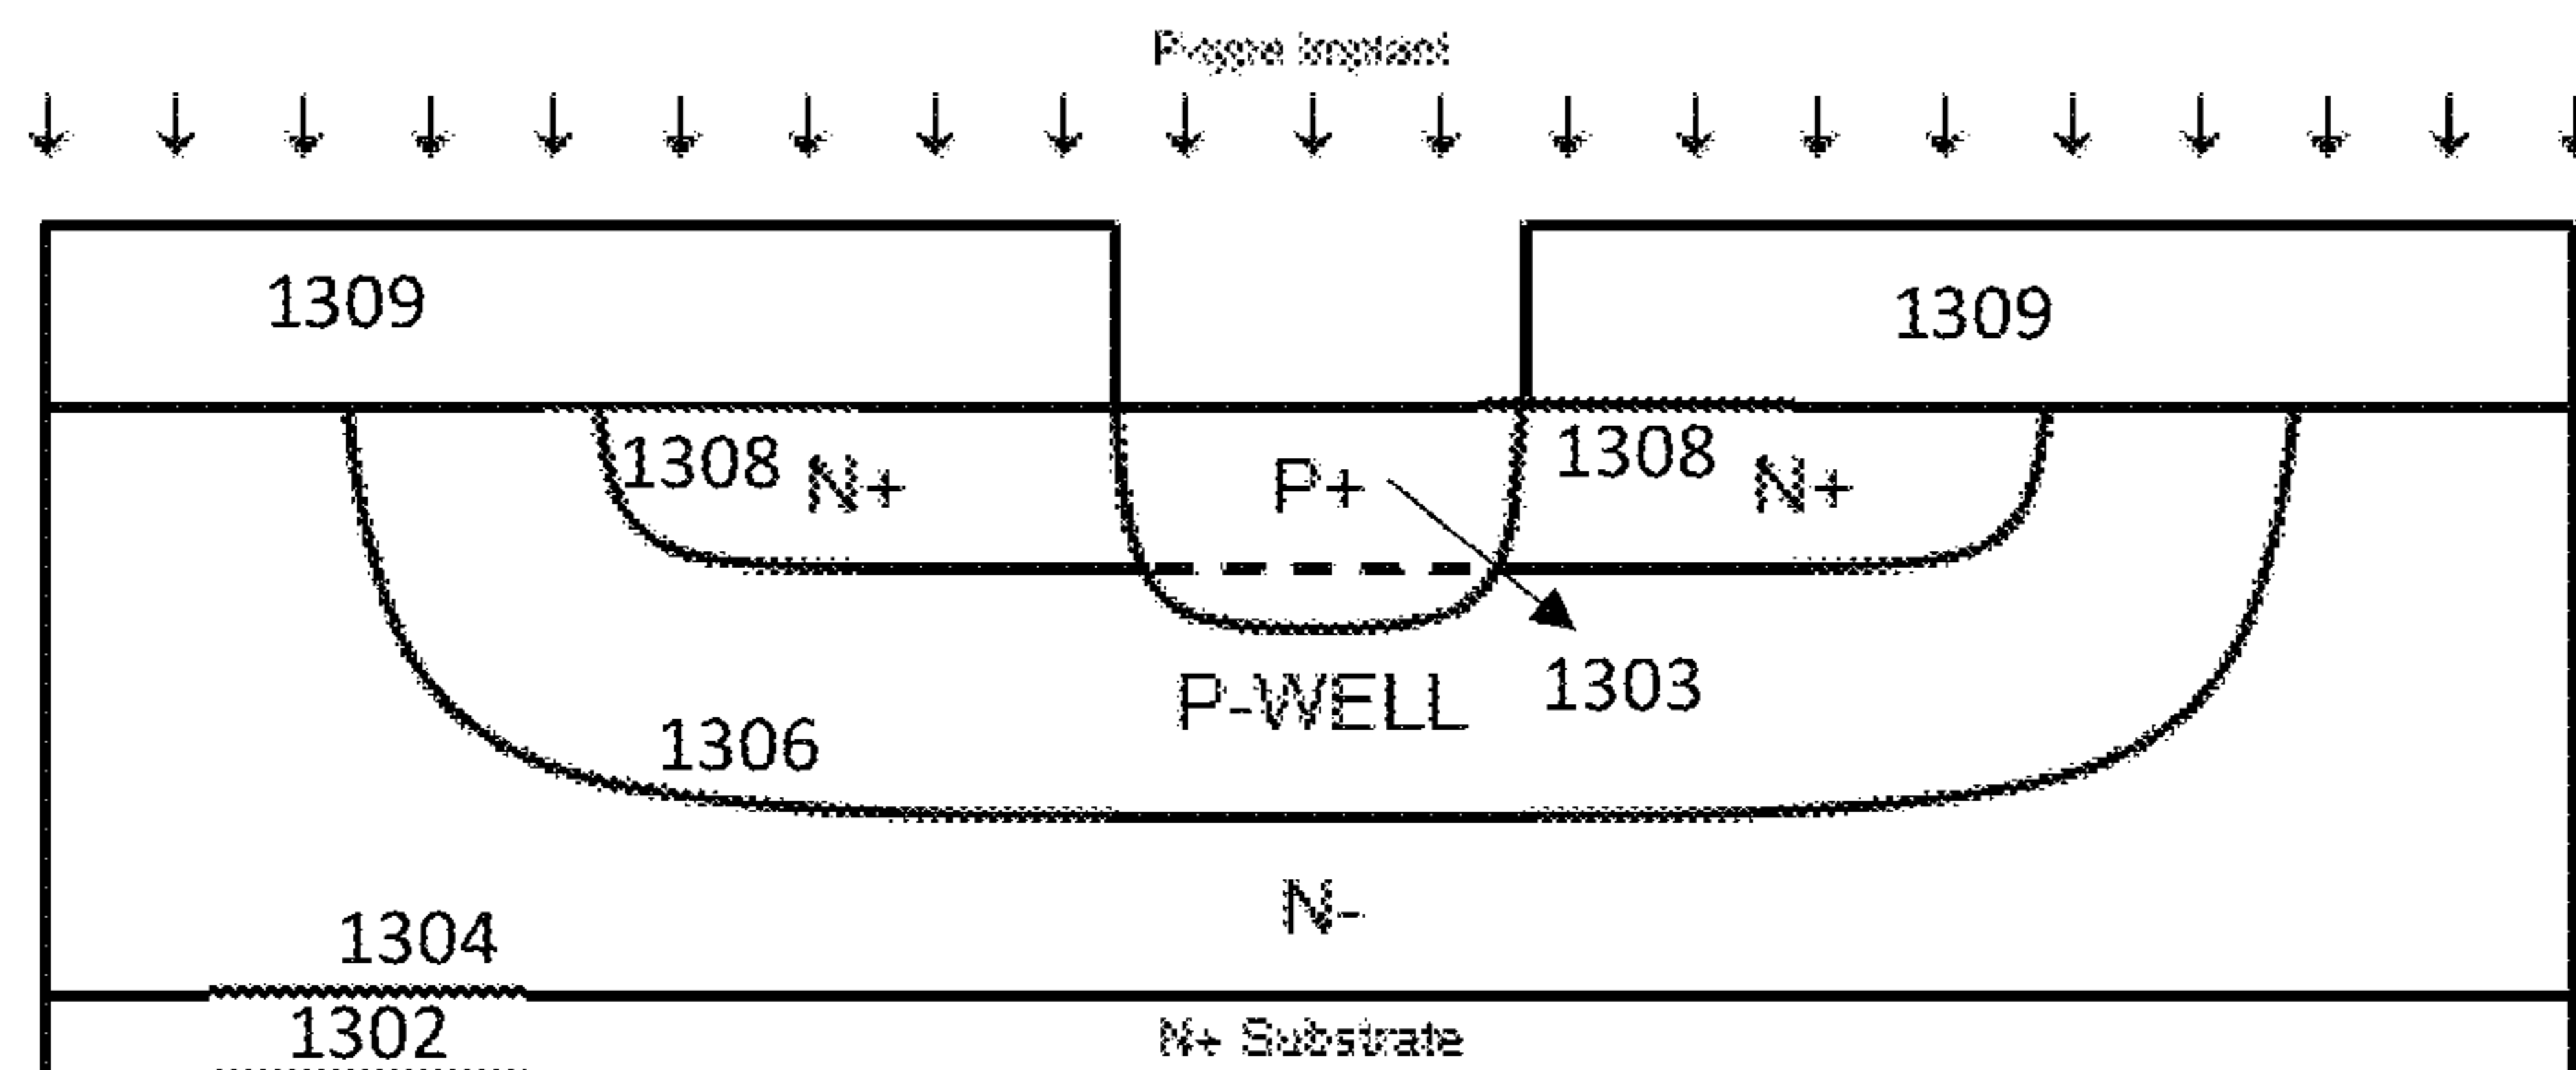 P-type Implant
1309
1309
1308 N+
P+
1308 N+
1303
P-WELL
1306
N-
1304
1302
N+ Substrate